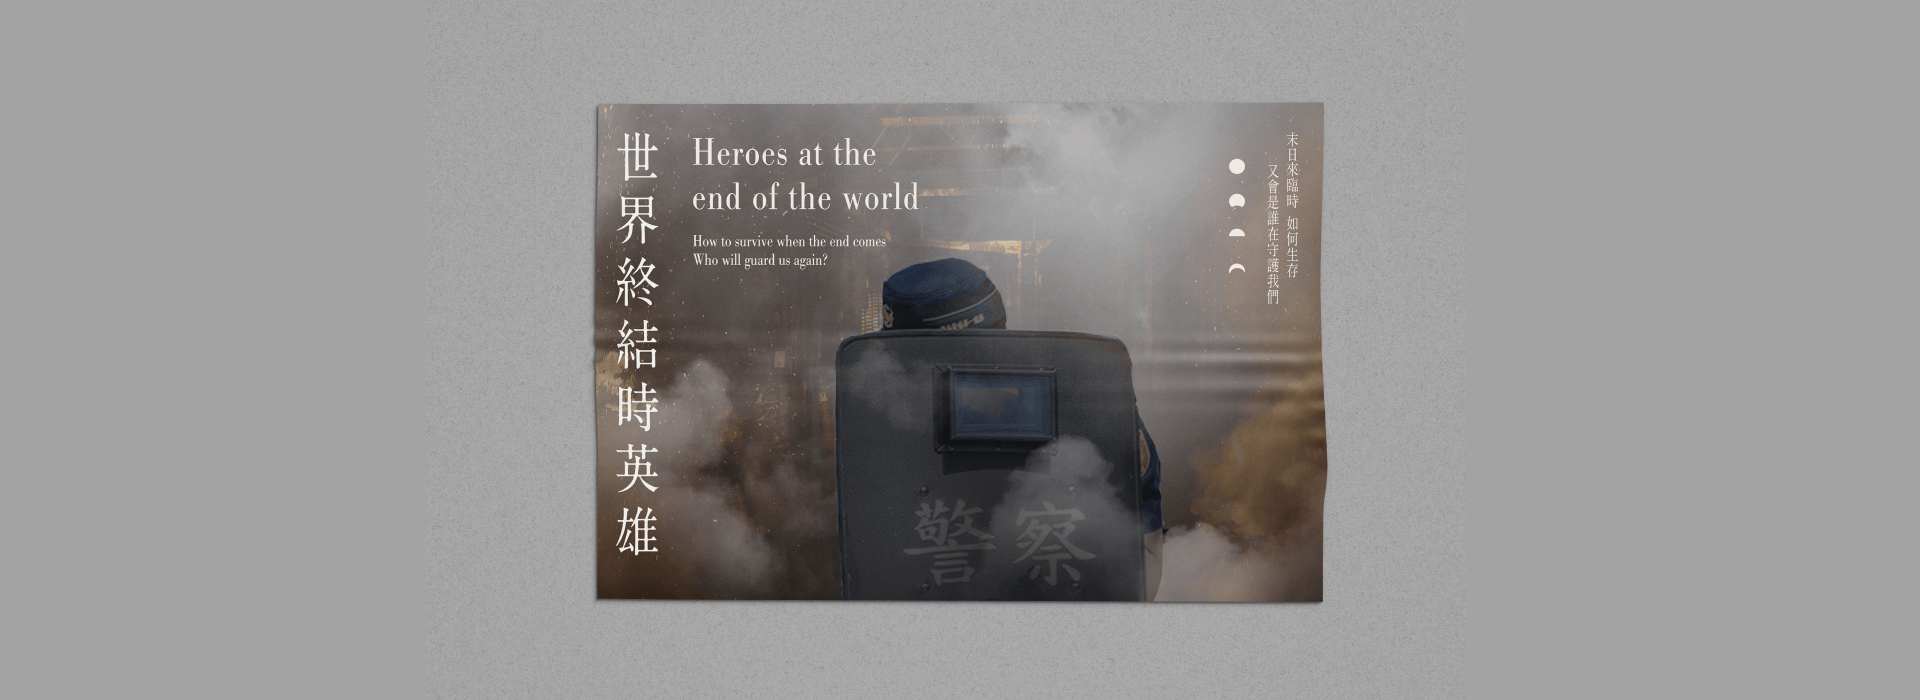 世界終結時英雄
Heroes at the
end of the world
How to survive when the end comes
Who will guard us again?
末日來臨時 如何生存
又會是誰在守護我們
警察